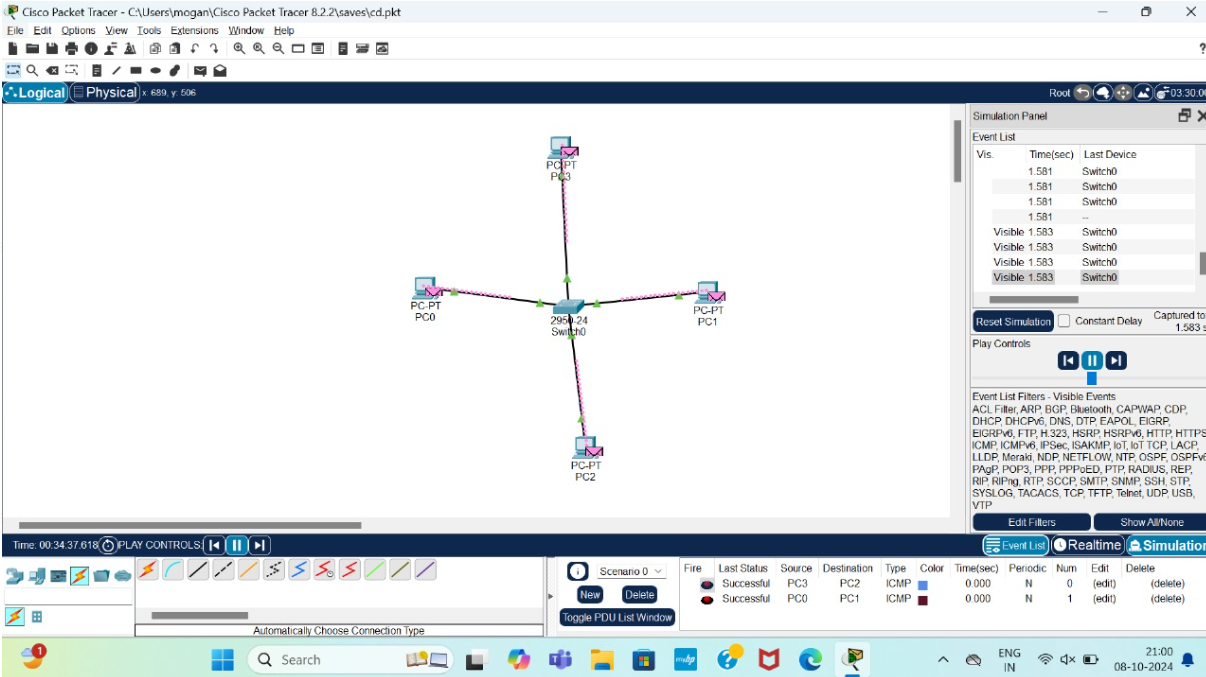 Cisco Packet Tracer - C:\Users\mogan\Cisco Packet Tracer 8.2.2\saves\cd.pkt
File Edit Options View Tools Extensions Window Help
?
Logical Physical x: 689, y: 506
Root 03:30:00
Simulation Panel
Event List
Vis. Time(sec) Last Device
1.581 Switch0
1.581 Switch0
1.581 Switch0
1.581 --
Visible 1.583 Switch0
Visible 1.583 Switch0
Visible 1.583 Switch0
Visible 1.583 Switch0
Reset Simulation Constant Delay Captured to:
1.583 s
Play Controls
Event List Filters - Visible Events
ACL Filter, ARP, BGP, Bluetooth, CAPWAP, CDP,
DHCP, DHCPv6, DNS, DTP, EAPOL, EIGRP,
EIGRPv6, FTP, H.323, HSRP, HSRPv6, HTTP, HTTPS
ICMP, ICMPv6, IPSec, ISAKMP, IoT, IoT TCP, LACP,
LLDP, Meraki, NDP, NETFLOW, NTP, OSPF, OSPFv6
PAgP, POP3, PPP, PPPoED, PTP, RADIUS, REP,
RIP, RIPng, RTP, SCCP, SMTP, SNMP, SSH, STP,
SYSLOG, TACACS, TCP, TFTP, Telnet, UDP, USB,
VTP
Edit Filters Show All/None
PC-PT
PC3
PC-PT
PC0
PC-PT
PC1
2950-24
Switch0
PC-PT
PC2
Time: 00:34:37.618 PLAY CONTROLS:
Event List Realtime Simulation
Scenario 0
New Delete
Toggle PDU List Window
Fire Last Status Source Destination Type Color Time(sec) Periodic Num Edit Delete
Successful PC3 PC2 ICMP 0.000 N 0 (edit) (delete)
Successful PC0 PC1 ICMP 0.000 N 1 (edit) (delete)
Automatically Choose Connection Type
1
Search
myhp
ENG
IN
21:00
08-10-2024